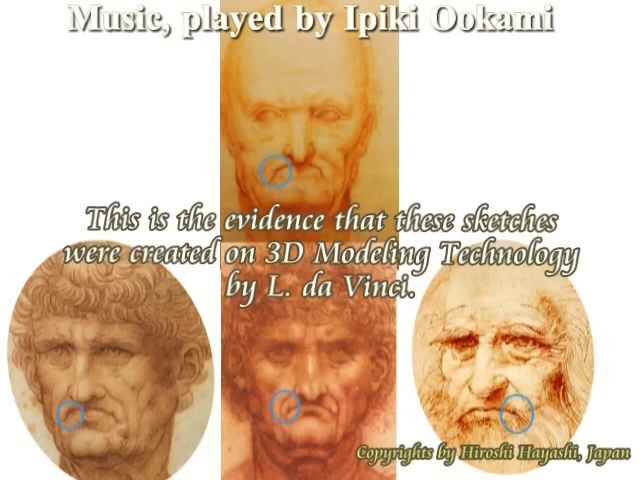 Music, played by Ipiki Ookami
This is the evidence that these sketches
were created on 3D Modeling Technology
by L. da Vinci.
Copyrights by Hiroshi Hayashi, Japan